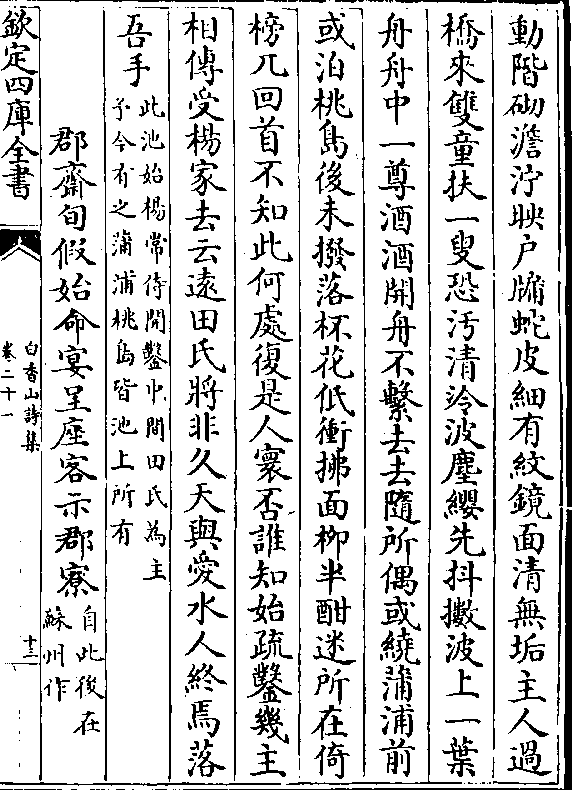 動階砌澹泞映戶牗蛇皮細有紋鏡面清無垢主人過
橋來雙童扶一叟恐汚清泠波塵纓先抖擻波上一葉
舟舟中一尊酒酒開舟不繫去去隨所偶或繞蒲浦前
或泊桃島後未撥落杯花低衝拂面柳半酣迷所在倚
榜兀回首不知此何處復是人寰否誰知始疏鑿幾主
相傳受楊家去云遠田氏將非久天與愛水人終焉落
吾手
此池始楊常侍開鑿中間田氏為主
予今有之蒲浦桃島皆池上所有
郡齋旬假始命宴呈座客示郡寮
自此後在
蘇州作
欽定四庫全書
白香山詩集
卷二十一
十三